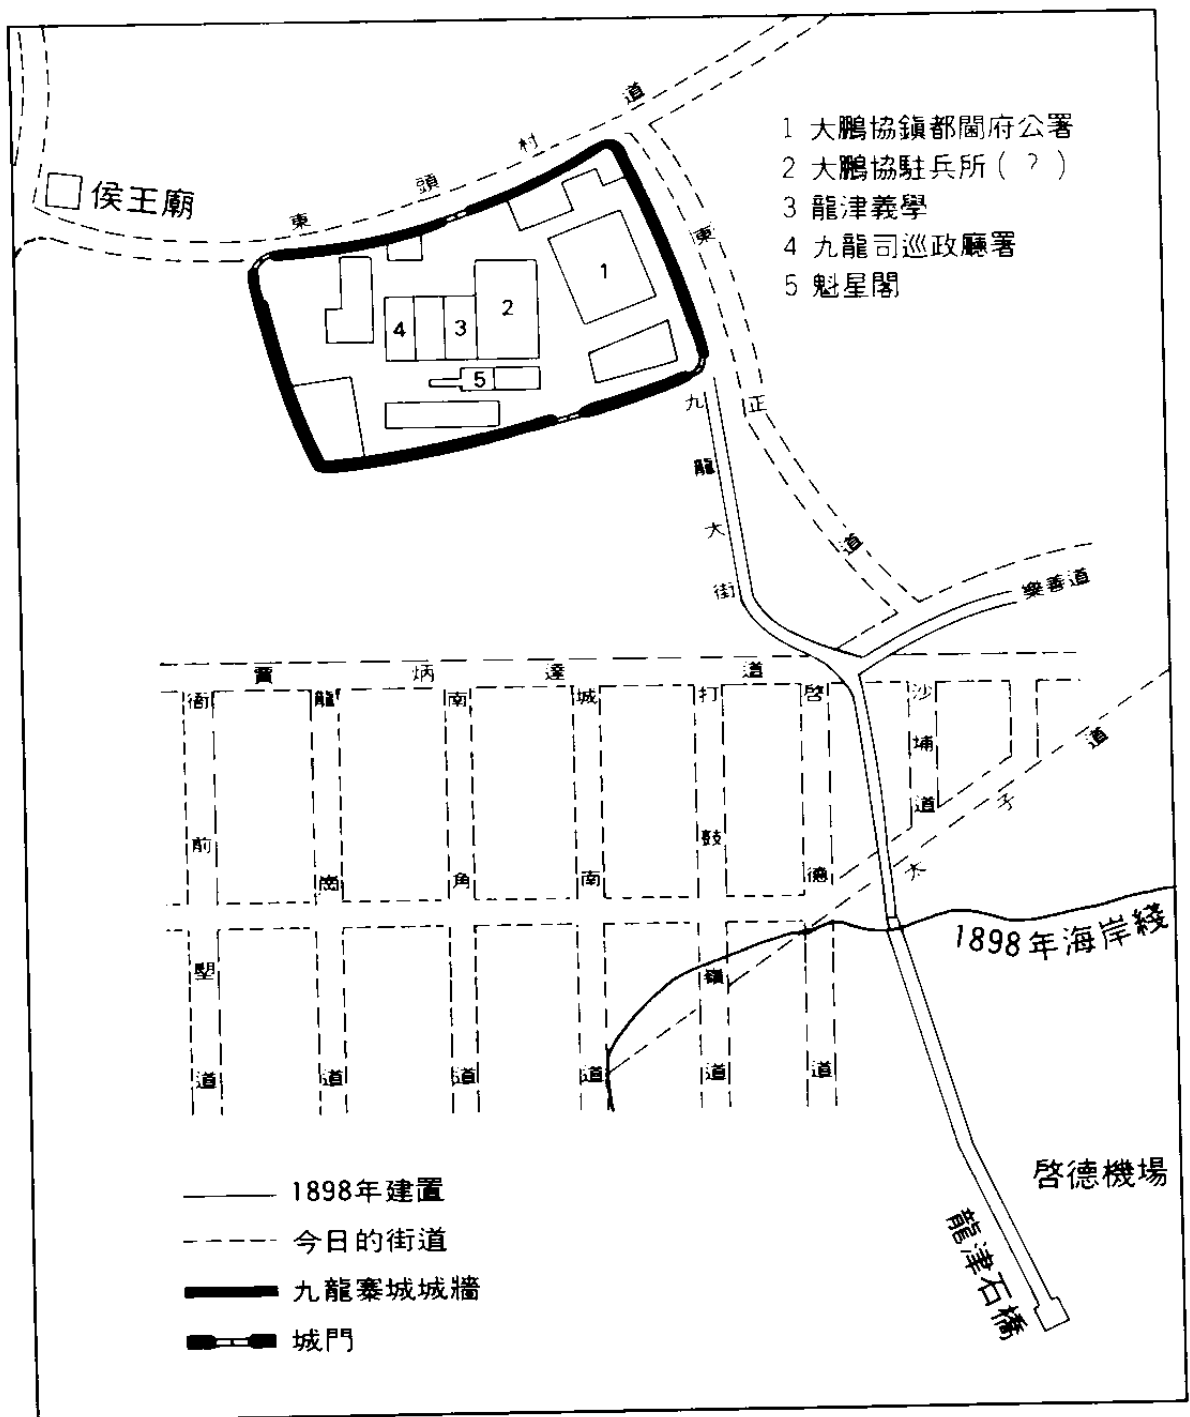 1 大鵬協鎮都閫府公署
2 大鵬協駐兵所（？）
3 龍津義學
4 九龍司巡政廳署
5 魁星閣
侯王廟
東頭村道
1
2
3
4
5
東正道
九龍大街
樂善道
賈炳達道
衙前塱道
龍崗道
南角道
城南道
打鼓嶺道
啓德道
沙埔道
太子道
1898年海岸綫
啓德機場
龍津石橋
1898年建置
今日的街道
九龍寨城城牆
城門